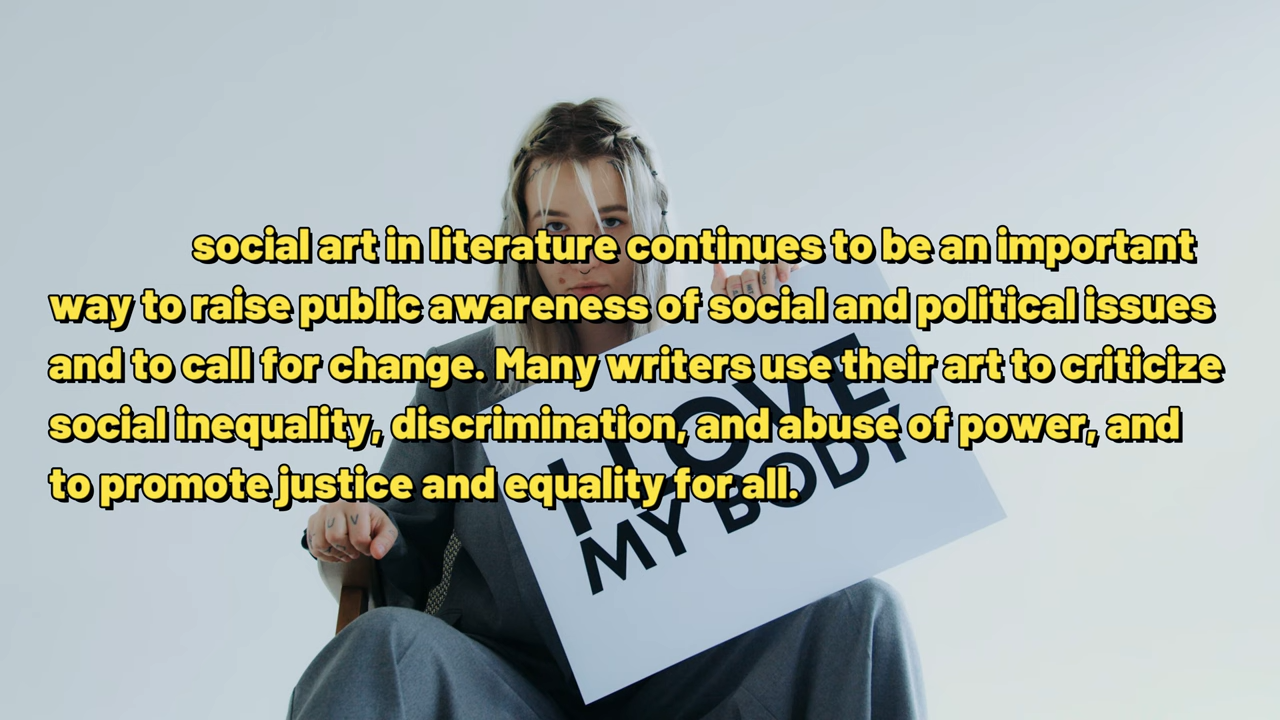 social art in literature continues to be an important
way to raise public awareness of social and political issues
and to call for change. Many writers use their art to criticize
social inequality, discrimination, and abuse of power, and
to promote justice and equality for all.
I LOVE
MY BODY
U V